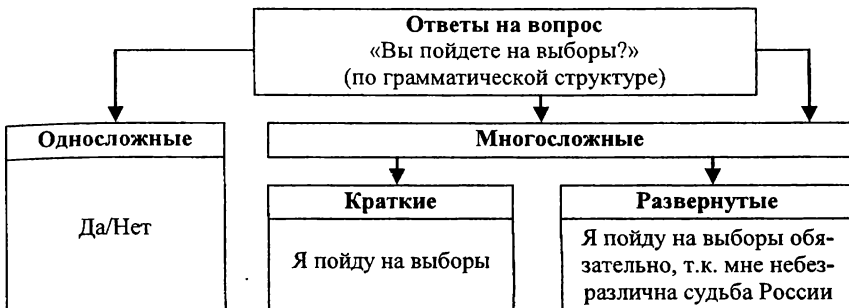 Ответы на вопрос
«Вы пойдете на выборы?»
(по грамматической структуре)
Односложные
Многосложные
Да/Нет
Краткие
Развернутые
Я пойду на выборы
Я пойду на выборы обя-
зательно, т.к. мне небез-
различна судьба России